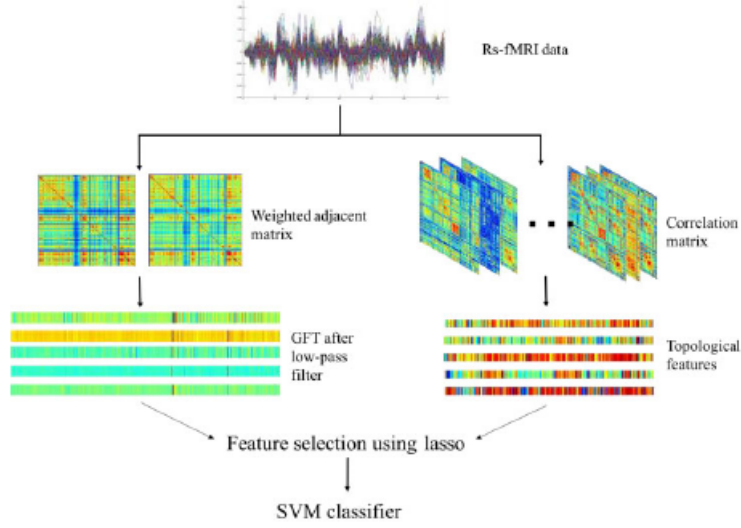 Rs-fMRI data
Weighted adjacent
matrix
Correlation
matrix
GFT after
low-pass
filter
Topological
features
Feature selection using lasso
SVM classifier